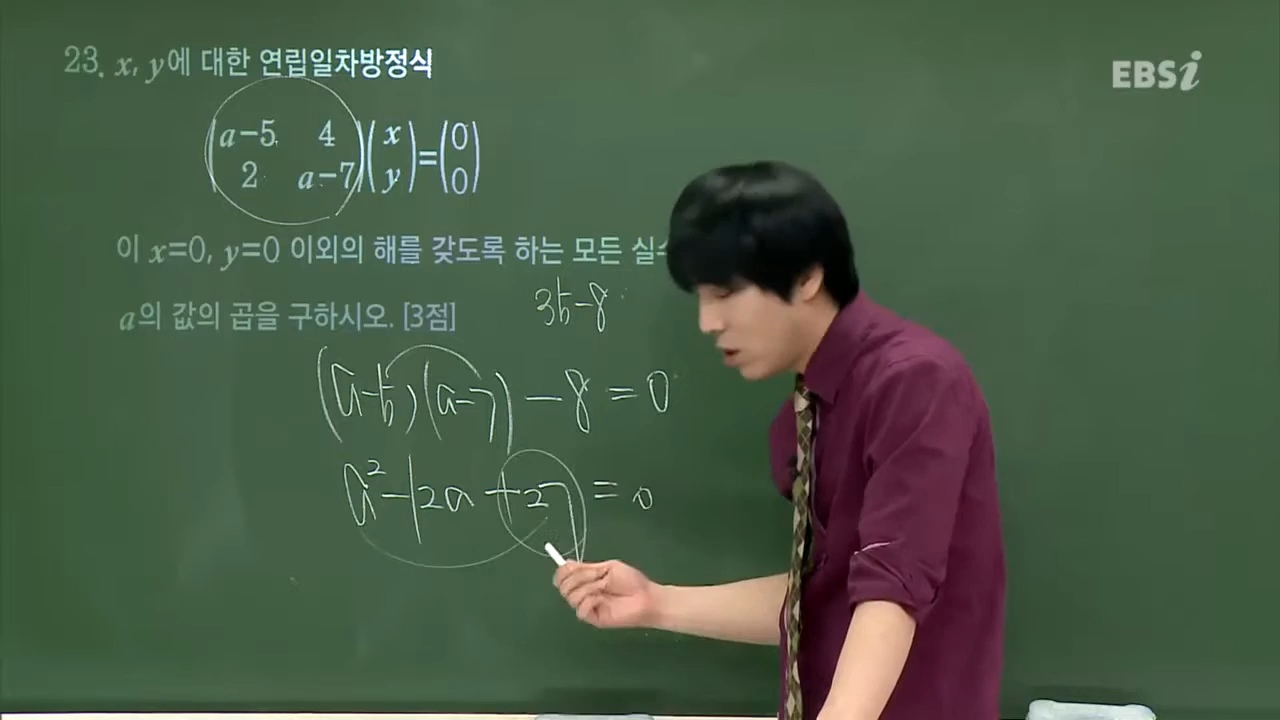 23. x, y에 대한 연립일차방정식
EBSi
(a-5 4
2 a-7)(x
y)=(0
0)
이 x=0, y=0 이외의 해를 갖도록 하는 모든
a의 값의 곱을 구하시오. [3점]
35-8
(a-5)(a-7)-8=0
a²-12a+27=0